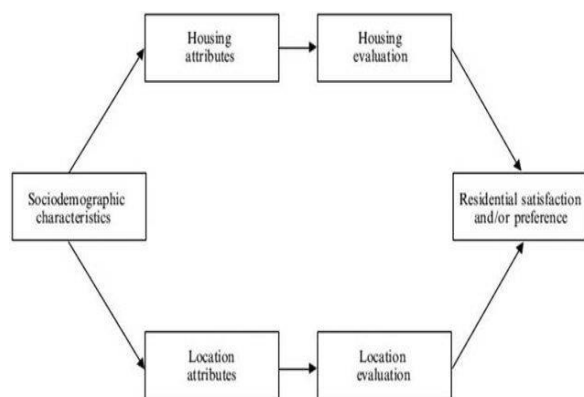 Housing
attributes
Housing
evaluation
Sociodemographic
characteristics
Residential satisfaction
and/or preference
Location
attributes
Location
evaluation